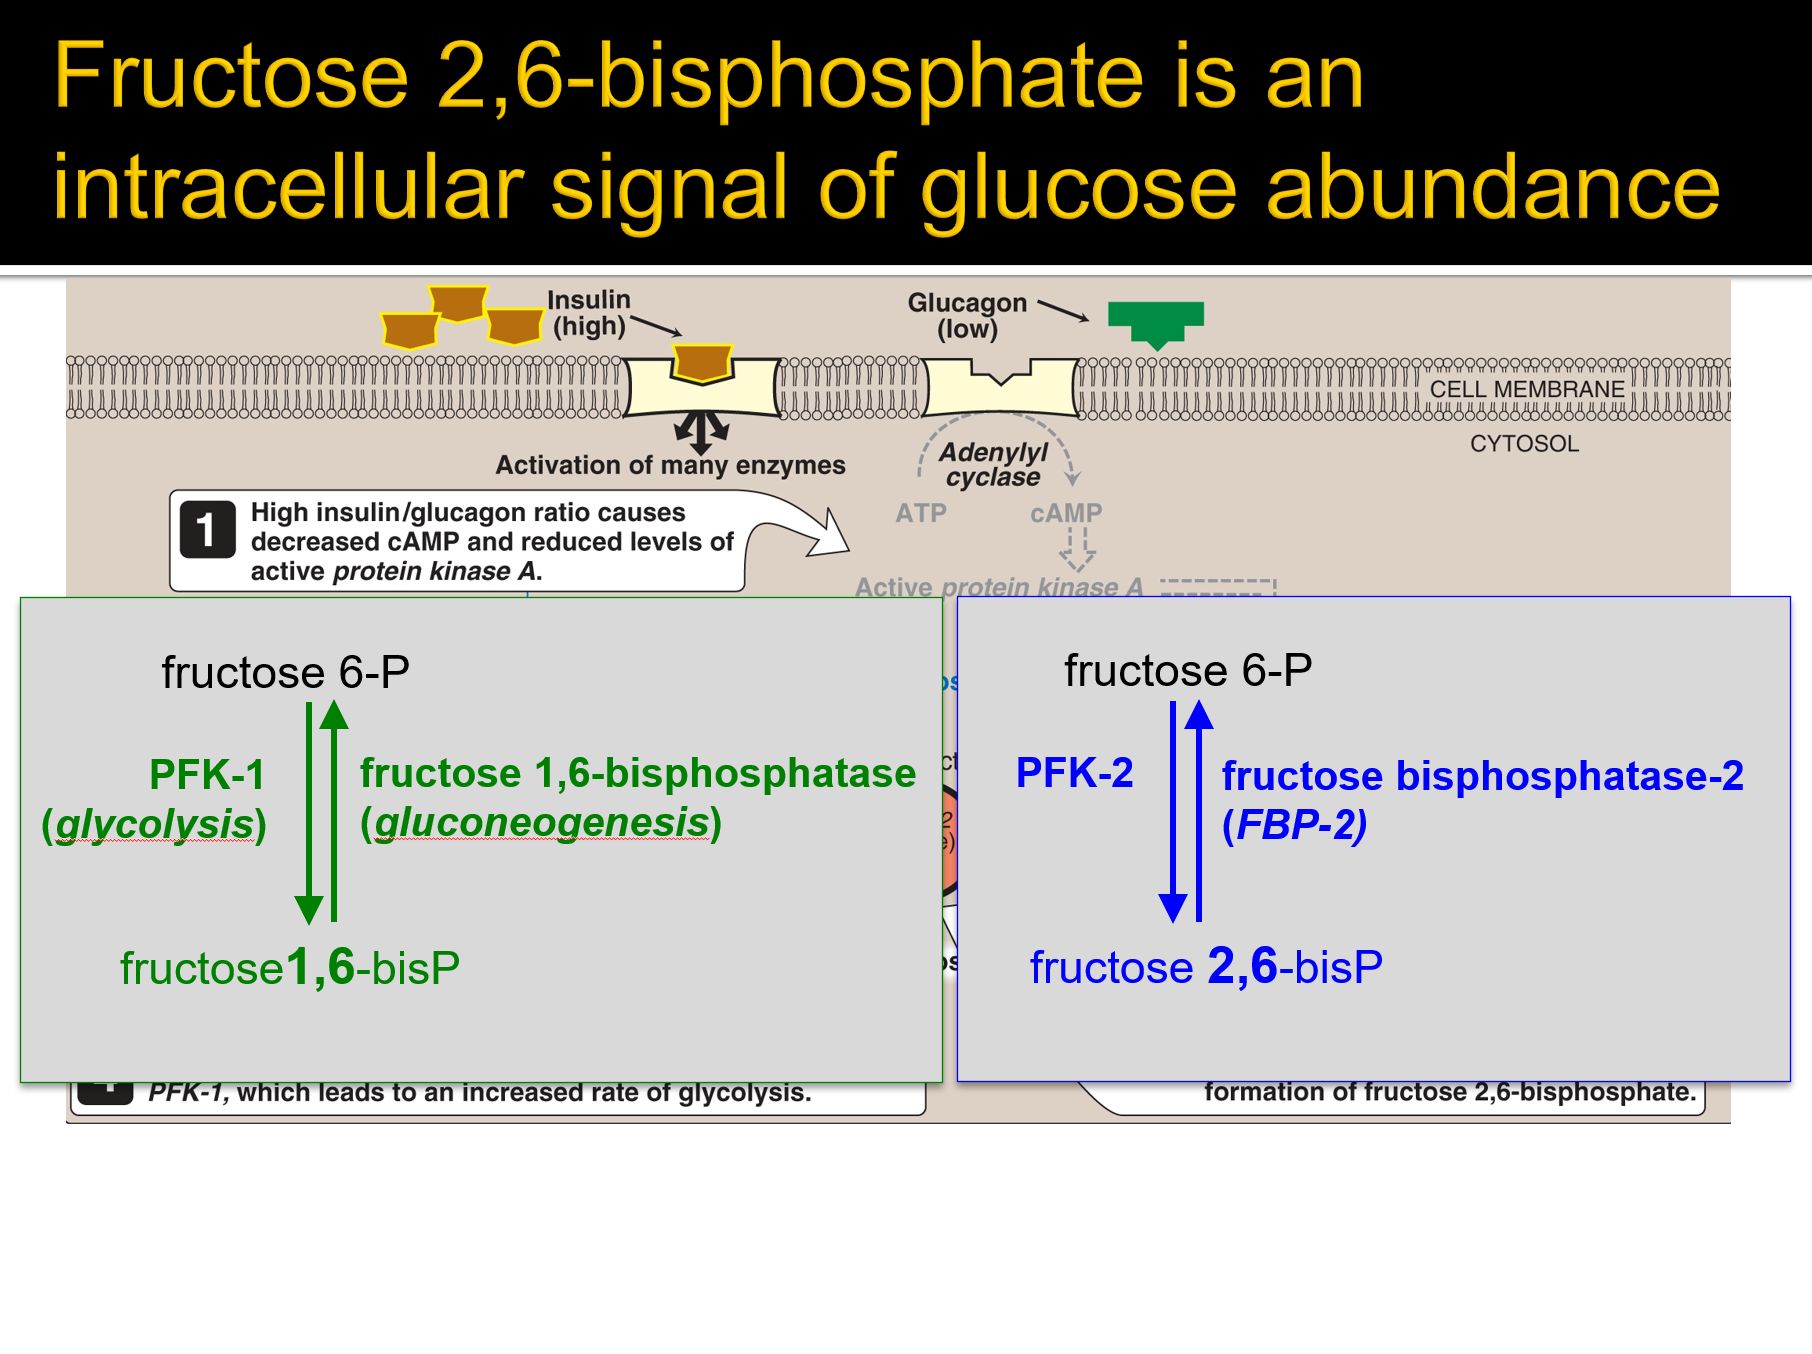 Fructose 2,6-bisphosphate is an
intracellular signal of glucose abundance
Insulin
(high)
Glucagon
(low)
CELL MEMBRANE
CYTOSOL
Activation of many enzymes
Adenylyl
cyclase
ATP
cAMP
1
High insulin/glucagon ratio causes
decreased cAMP and reduced levels of
active protein kinase A.
Active protein kinase A
fructose 6-P
PFK-1
(glycolysis)
fructose 1,6-bisphosphatase
(gluconeogenesis)
fructose1,6-bisP
fructose 6-P
PFK-2
fructose bisphosphatase-2
(FBP-2)
fructose 2,6-bisP
PFK-1, which leads to an increased rate of glycolysis.
formation of fructose 2,6-bisphosphate.